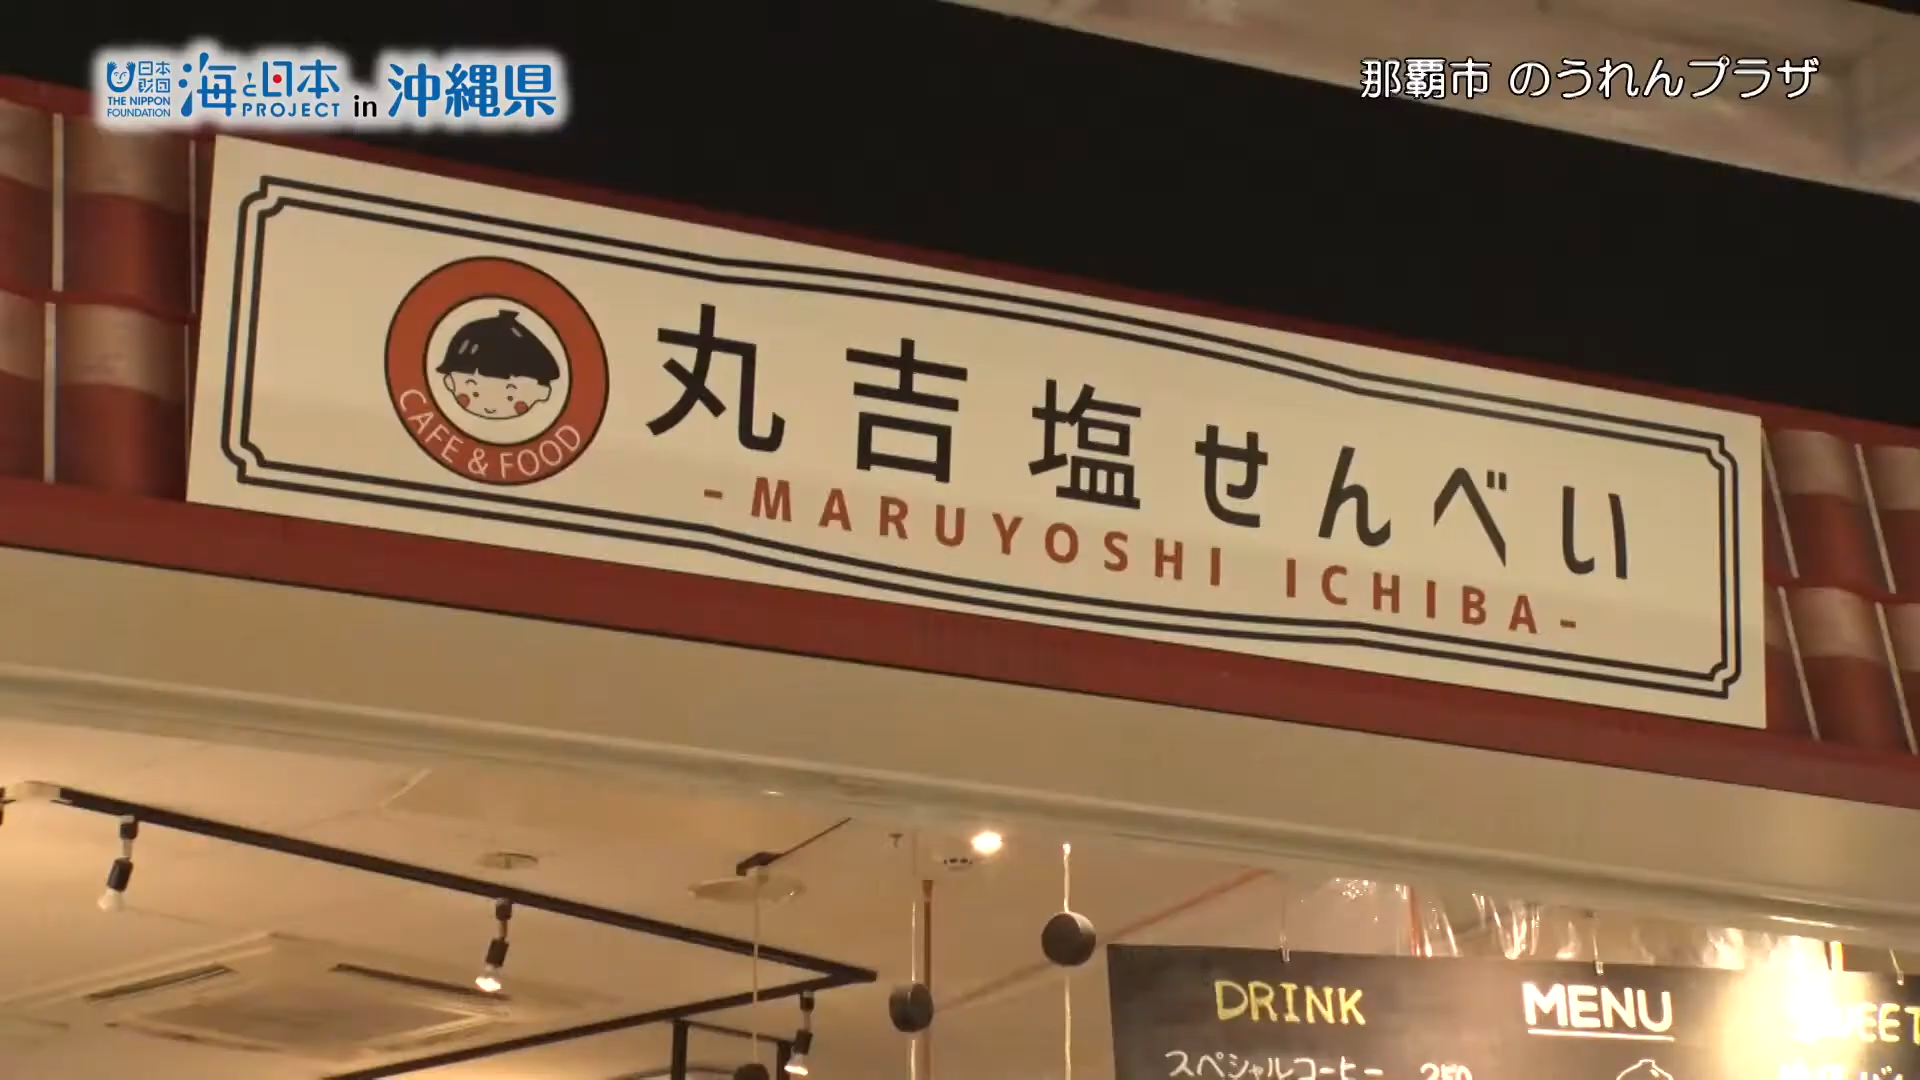 日本財団
THE NIPPON FOUNDATION
海と日本 PROJECT in 沖縄県
那覇市 のうれんプラザ
CAFE & FOOD
丸吉塩せんべい
-MARUYOSHI ICHIBA-
DRINK MENU
スペシャルコーヒー 250